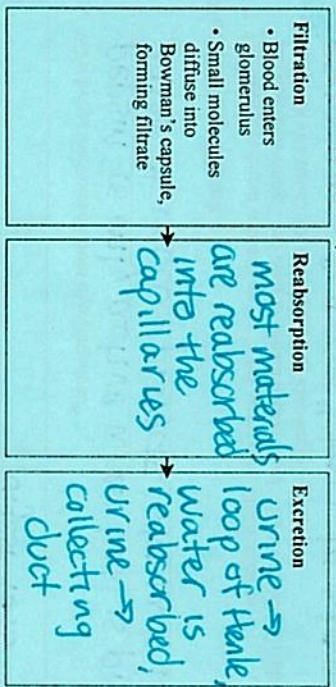 Filtration
• Blood enters
glomerulus
• Small molecules
diffuse into
Bowman's capsule,
forming filtrate
Reabsorption
most materials
are reabsorbed
into the
capillaries
Excretion
urine →
loop of Henle,
water is
reabsorbed,
urine →
collecting
duct